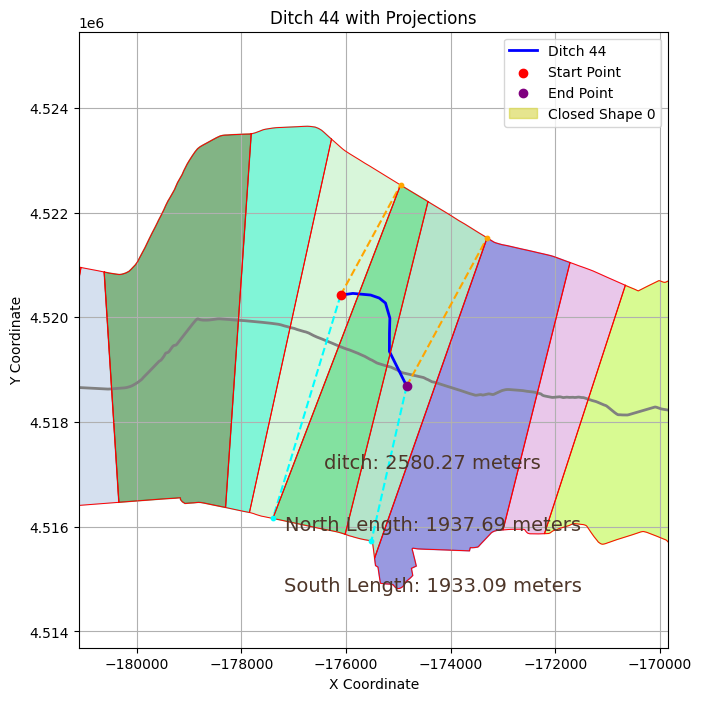 Ditch 44 with Projections
1e6
Ditch 44
Start Point
End Point
Closed Shape 0
4.524
4.522
4.520
4.518
4.516
4.514
Y Coordinate
ditch: 2580.27 meters
North Length: 1937.69 meters
South Length: 1933.09 meters
−180000 −178000 −176000 −174000 −172000 −170000
X Coordinate